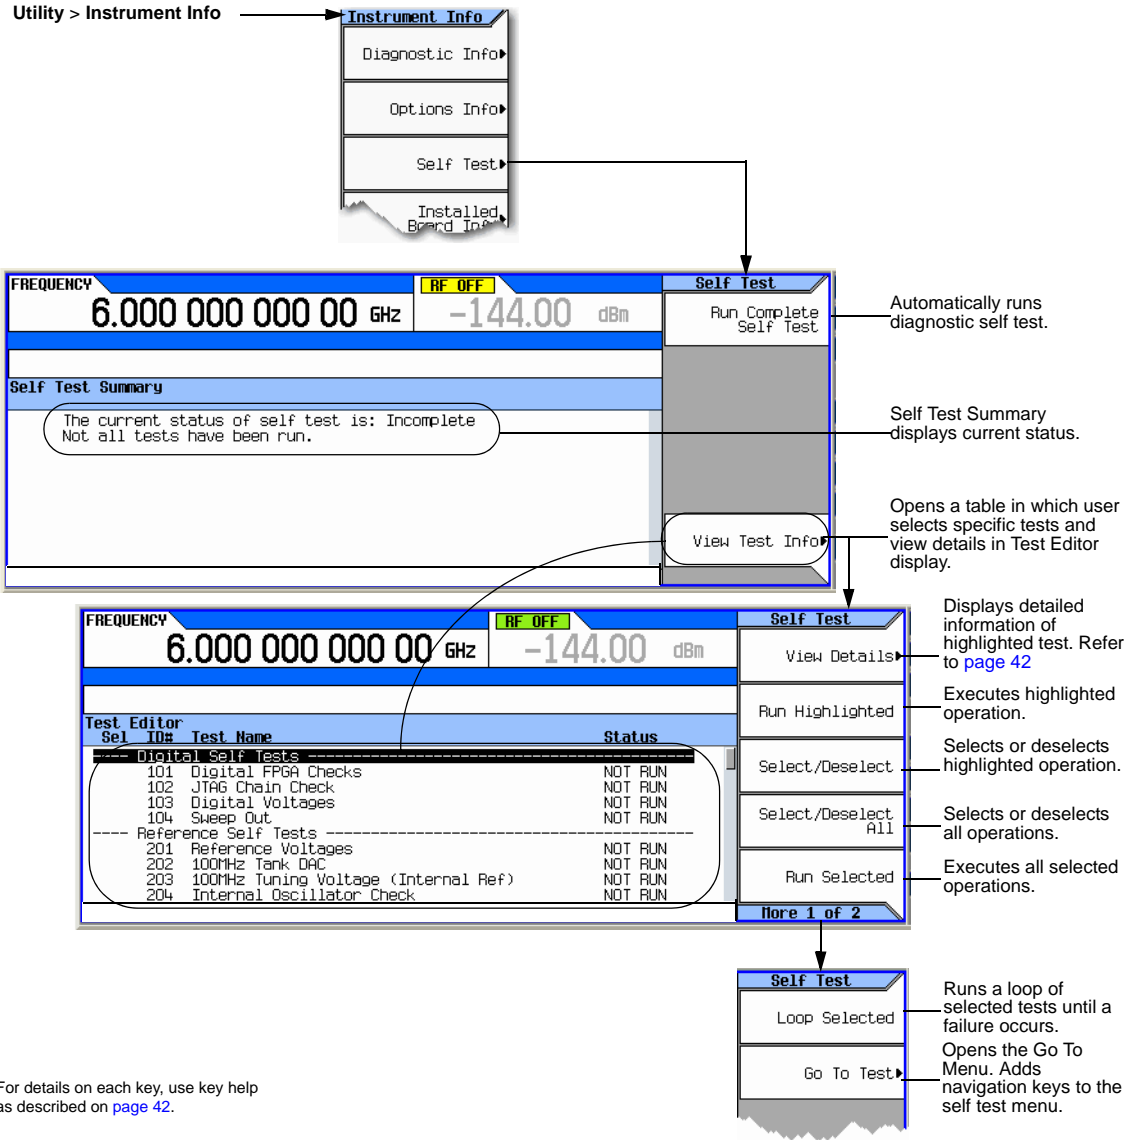 Utility > Instrument Info
Instrument Info
Diagnostic Info
Options Info
Self Test
Installed
Board Info
FREQUENCY
6.000 000 000 00 GHz
RF OFF
-144.00 dBm
Self Test
Run Complete
Self Test
Automatically runs
diagnostic self test.
Self Test Summary
The current status of self test is: Incomplete
Not all tests have been run.
Self Test Summary
displays current status.
View Test Info
Opens a table in which user
selects specific tests and
view details in Test Editor
display.
FREQUENCY
6.000 000 000 00 GHz
RF OFF
-144.00 dBm
Self Test
View Details
Displays detailed
information of
highlighted test. Refer
to page 42
Run Highlighted
Executes highlighted
operation.
Select/Deselect
Selects or deselects
highlighted operation.
Select/Deselect
All
Selects or deselects
all operations.
Run Selected
Executes all selected
operations.
More 1 of 2
Test Editor
Sel ID# Test Name Status
---- Digital Self Tests ----
101 Digital FPGA Checks NOT RUN
102 JTAG Chain Check NOT RUN
103 Digital Voltages NOT RUN
104 Sweep Out NOT RUN
---- Reference Self Tests ----
201 Reference Voltages NOT RUN
202 100MHz Tank DAC NOT RUN
203 100MHz Tuning Voltage (Internal Ref) NOT RUN
204 Internal Oscillator Check NOT RUN
Self Test
Loop Selected
Runs a loop of
selected tests until a
failure occurs.
Go To Test
Opens the Go To
Menu. Adds
navigation keys to the
self test menu.
For details on each key, use key help
as described on page 42.